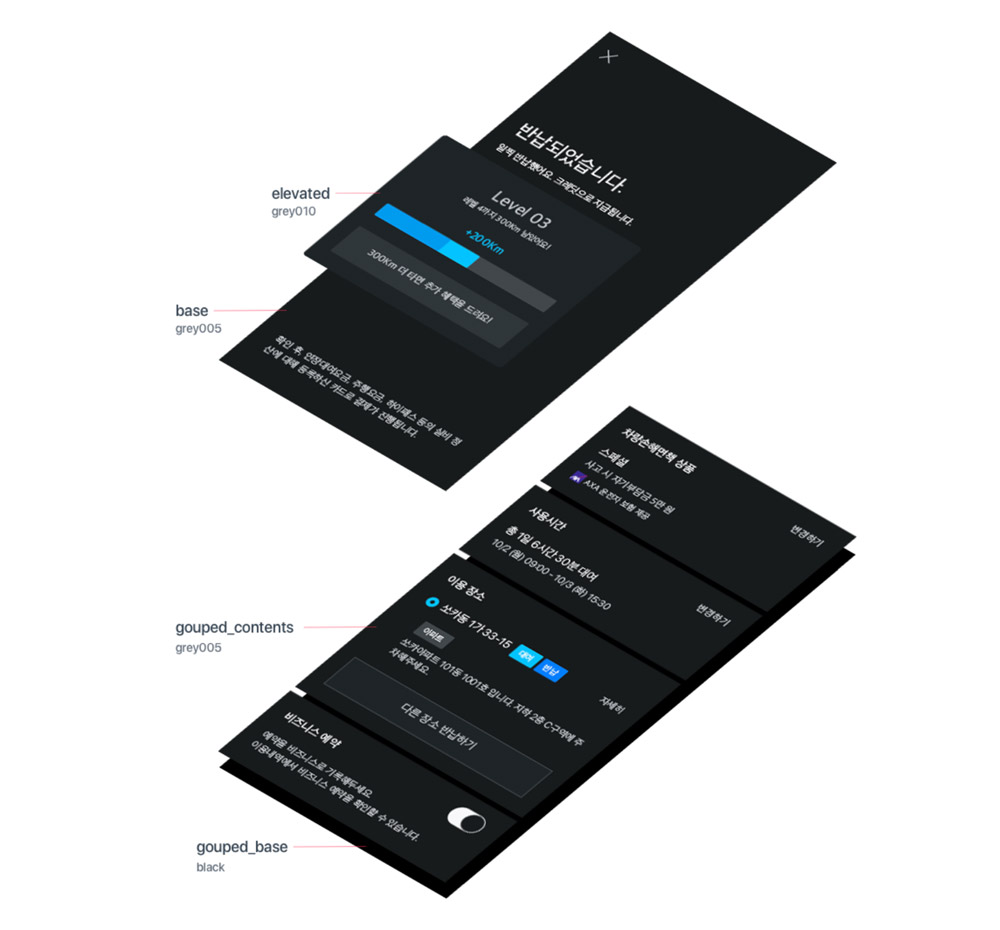 반납되었습니다.
일찍 반납했어요. 크레딧으로 지급됩니다.
elevated
grey010
Level 03
레벨 4까지 300Km 남았어요!
+200Km
300Km 더 타면 추가 혜택을 드려요!
base
grey005
확인 후, 연장대여요금, 주행요금, 하이패스 등의 실비 정
산에 대해 등록하신 카드로 결제가 진행됩니다.
차량손해면책 상품
스페셜
사고 시 자기부담금 5만 원
AXA 운전자 보험 제공
변경하기
사용시간
총 1일 6시간 30분 대여
10/2 (월) 09:00 - 10/3 (화) 15:30
변경하기
gouped_contents
grey005
이용 장소
쏘카동 1가 33-15 대여 반납
아파트
쏘카아파트 101동 1001호 입니다. 지하 2층 C구역에 주
차해주세요.
자세히
다른 장소 반납하기
비즈니스 예약
예약을 비즈니스로 기록해두세요
이용내역에서 비즈니스 예약을 확인할 수 있습니다.
gouped_base
black